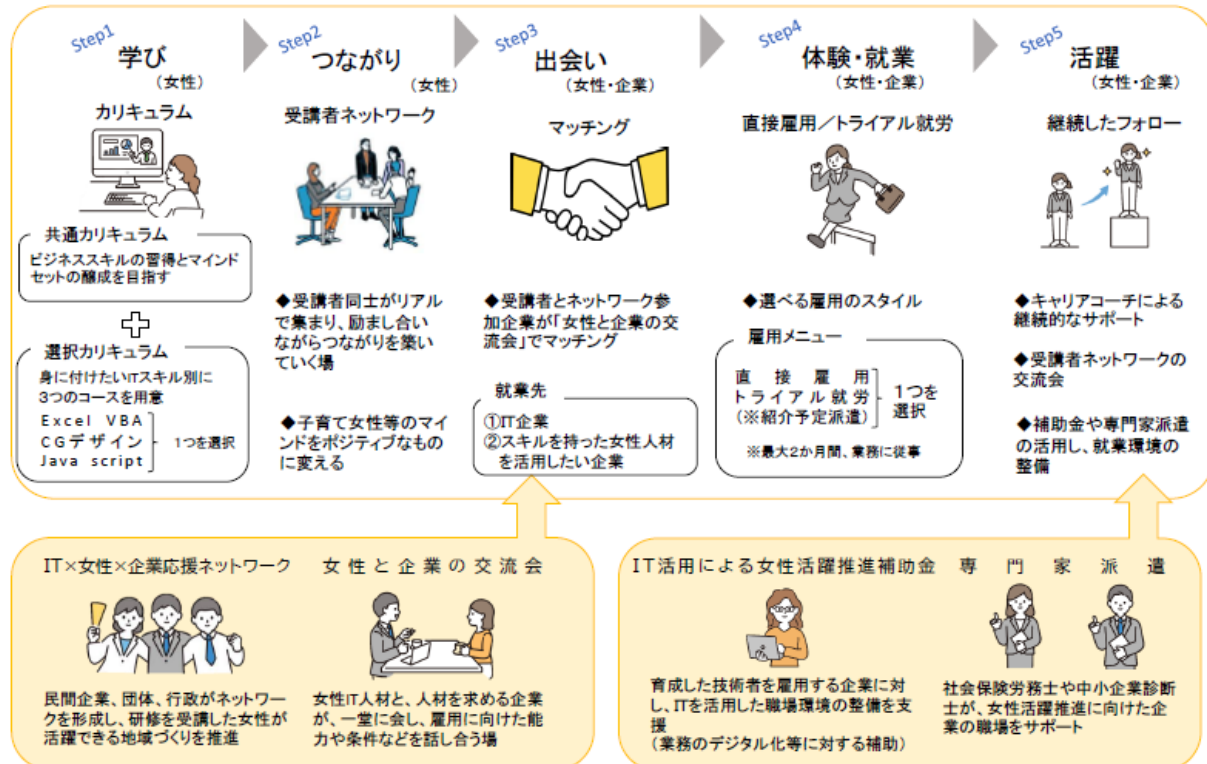 Step1
学び
(女性)
カリキュラム
共通カリキュラム
ビジネススキルの習得とマインド
セットの醸成を目指す
選択カリキュラム
身に付けたいITスキル別に
3つのコースを用意
Excel VBA
CGデザイン
Java script
1つを選択
Step2
つながり
(女性)
受講者ネットワーク
◆受講者同士がリアル
で集まり、励まし合い
ながらつながりを築い
ていく場
◆子育て女性等のマイ
ンドをポジティブなもの
に変える
Step3
出会い
(女性・企業)
マッチング
◆受講者とネットワーク参
加企業が「女性と企業の交
流会」でマッチング
就業先
①IT企業
②スキルを持った女性人材
を活用したい企業
Step4
体験・就業
(女性・企業)
直接雇用/トライアル就労
◆選べる雇用のスタイル
雇用メニュー
直接雇用
トライアル就労
(※紹介予定派遣)
1つを
選択
※最大2か月間、業務に従事
Step5
活躍
(女性・企業)
継続したフォロー
◆キャリアコーチによる
継続的なサポート
◆受講者ネットワークの
交流会
◆補助金や専門家派遣
の活用し、就業環境の
整備
IT×女性×企業応援ネットワーク
民間企業、団体、行政がネットワー
クを形成し、研修を受講した女性が
活躍できる地域づくりを推進
女性と企業の交流会
女性IT人材と、人材を求める企業
が、一堂に会し、雇用に向けた能
力や条件などを話し合う場
IT活用による女性活躍推進補助金
育成した技術者を雇用する企業に対
し、ITを活用した職場環境の整備を支
援
(業務のデジタル化等に対する補助)
専門家派遣
社会保険労務士や中小企業診断
士が、女性活躍推進に向けた企
業の職場をサポート